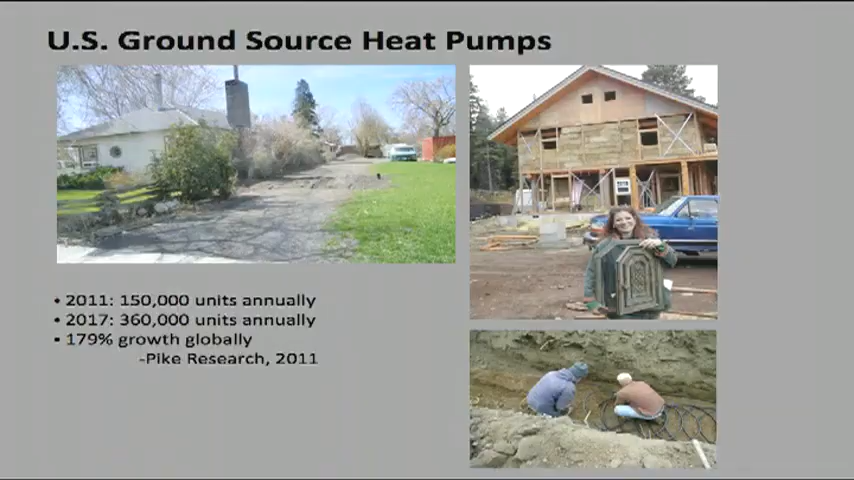 U.S. Ground Source Heat Pumps
• 2011: 150,000 units annually
• 2017: 360,000 units annually
• 179% growth globally
-Pike Research, 2011